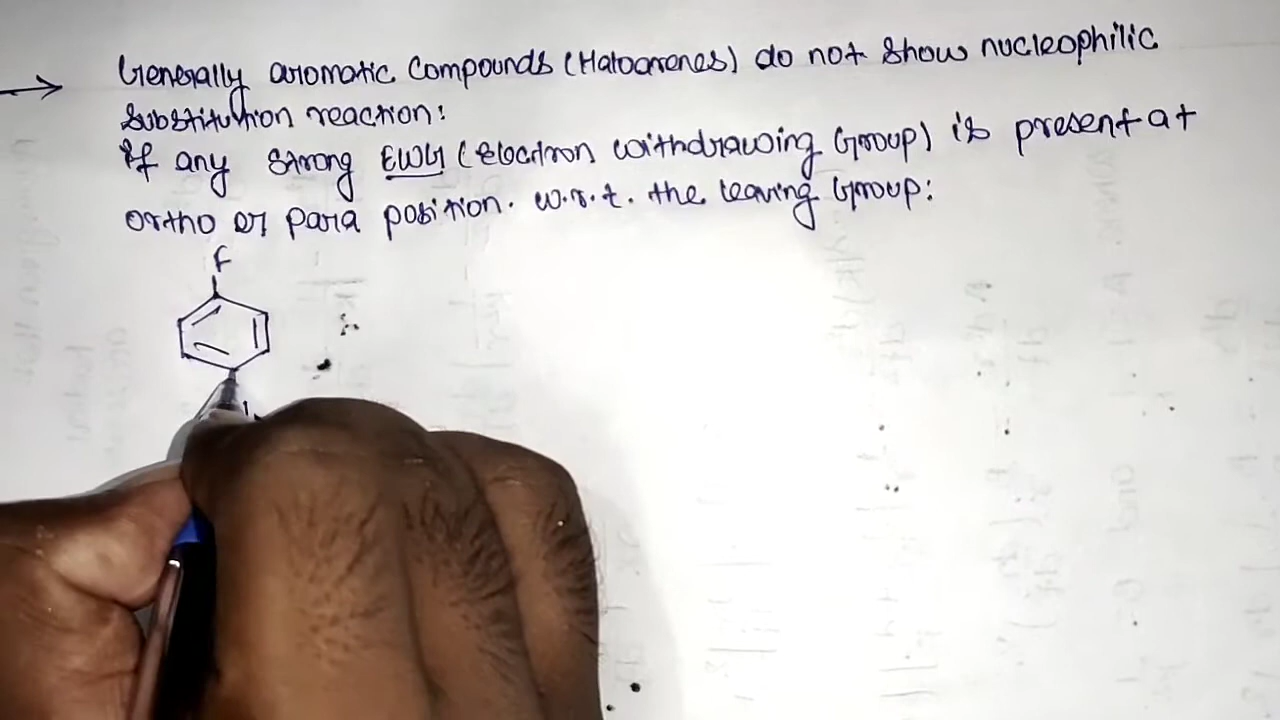 Generally aromatic compounds (Haloarenes) do not show nucleophilic
Substitution reaction:
If any strong EWG (electron withdrawing Group) is present at
ortho or para position. w.r.t. the leaving Group:
F